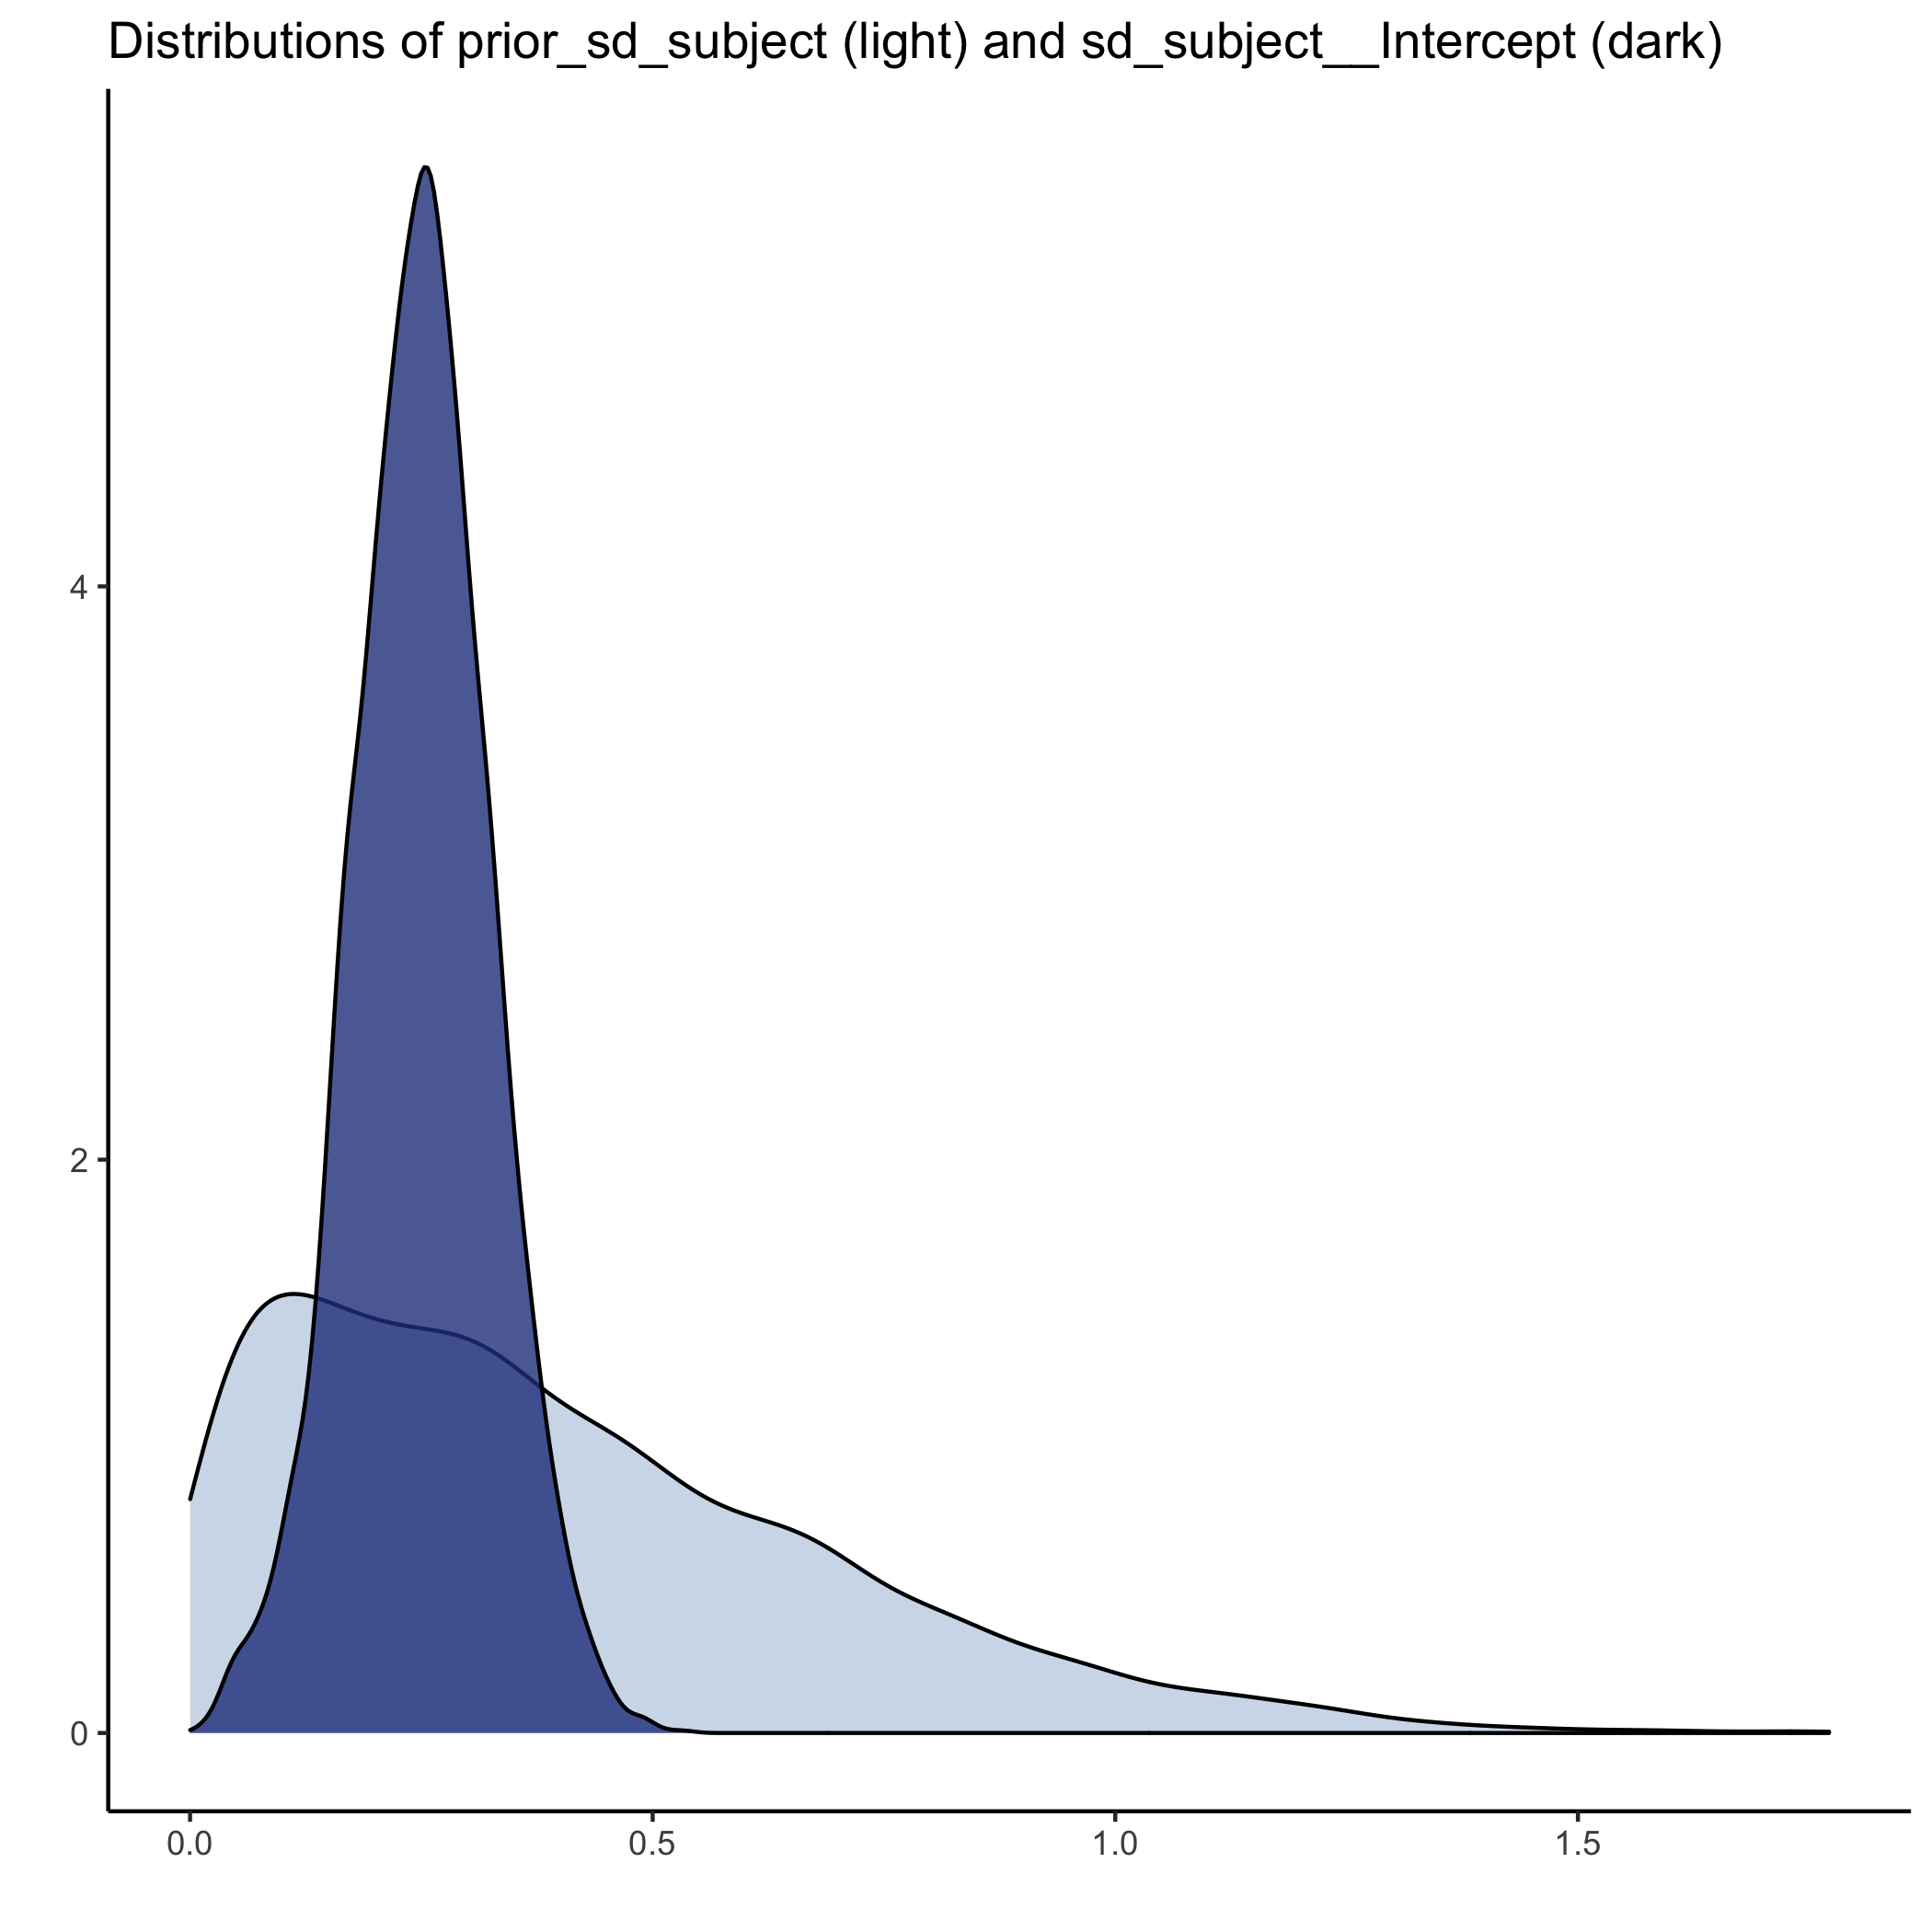 Distributions of prior_sd_subject (light) and sd_subject__Intercept (dark)
4
2
0
0.0 0.5 1.0 1.5